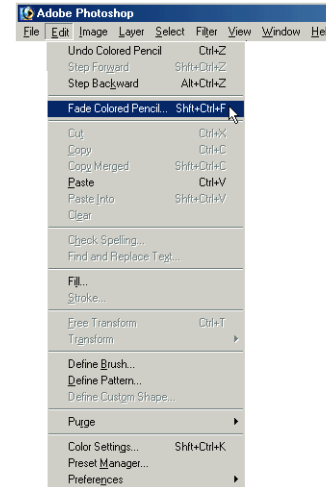 Adobe Photoshop
File Edit Image Layer Select Filter View Window Hel
Undo Colored Pencil Ctrl+Z
Step Forward Shft+Ctrl+Z
Step Backward Alt+Ctrl+Z
Fade Colored Pencil... Shft+Ctrl+F
Cut Ctrl+X
Copy Ctrl+C
Copy Merged Shft+Ctrl+C
Paste Ctrl+V
Paste Into Shft+Ctrl+V
Clear
Check Spelling...
Find and Replace Text...
Fill...
Stroke...
Free Transform Ctrl+T
Transform
Define Brush...
Define Pattern...
Define Custom Shape...
Purge
Color Settings... Shft+Ctrl+K
Preset Manager...
Preferences